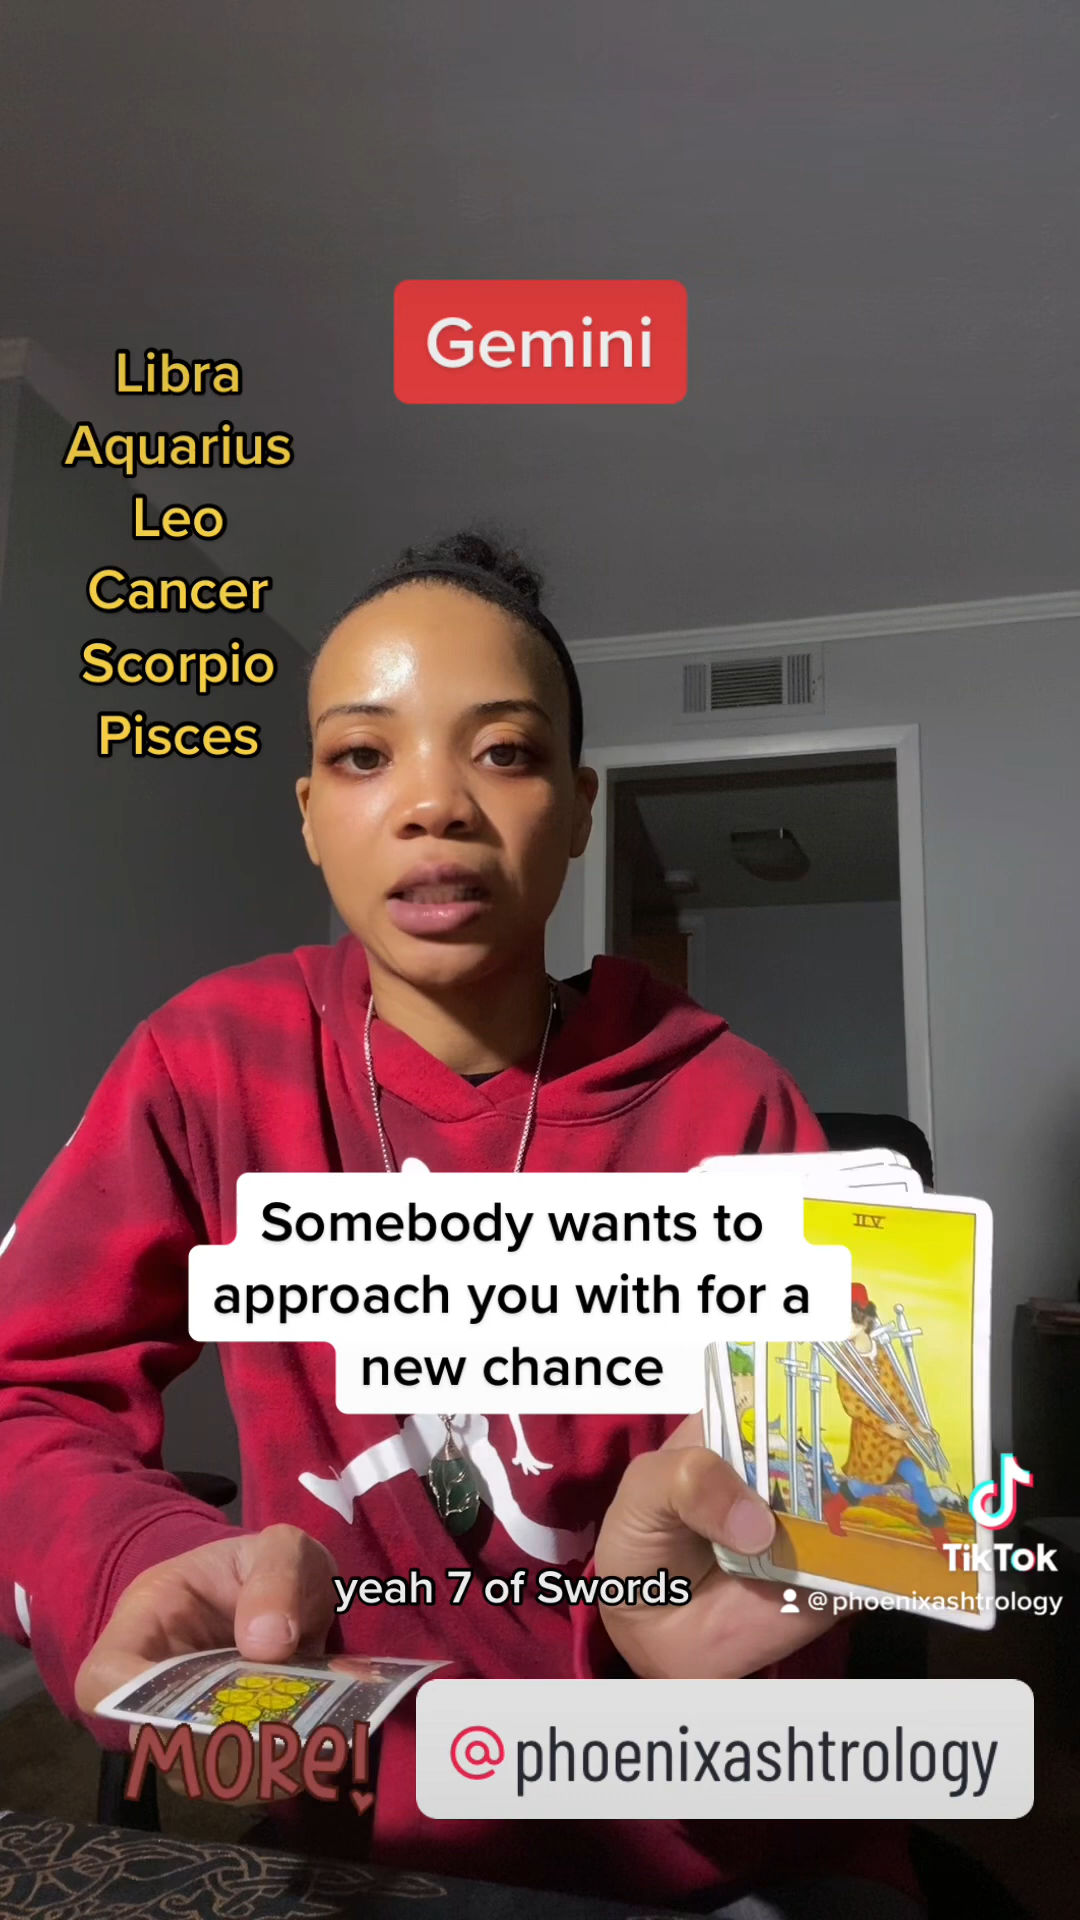 Gemini
Libra
Aquarius
Leo
Cancer
Scorpio
Pisces
Somebody wants to
approach you with for a
new chance
VII
yeah 7 of Swords
TikTok
@phoenixashtrology
MORe!
@phoenixashtrology